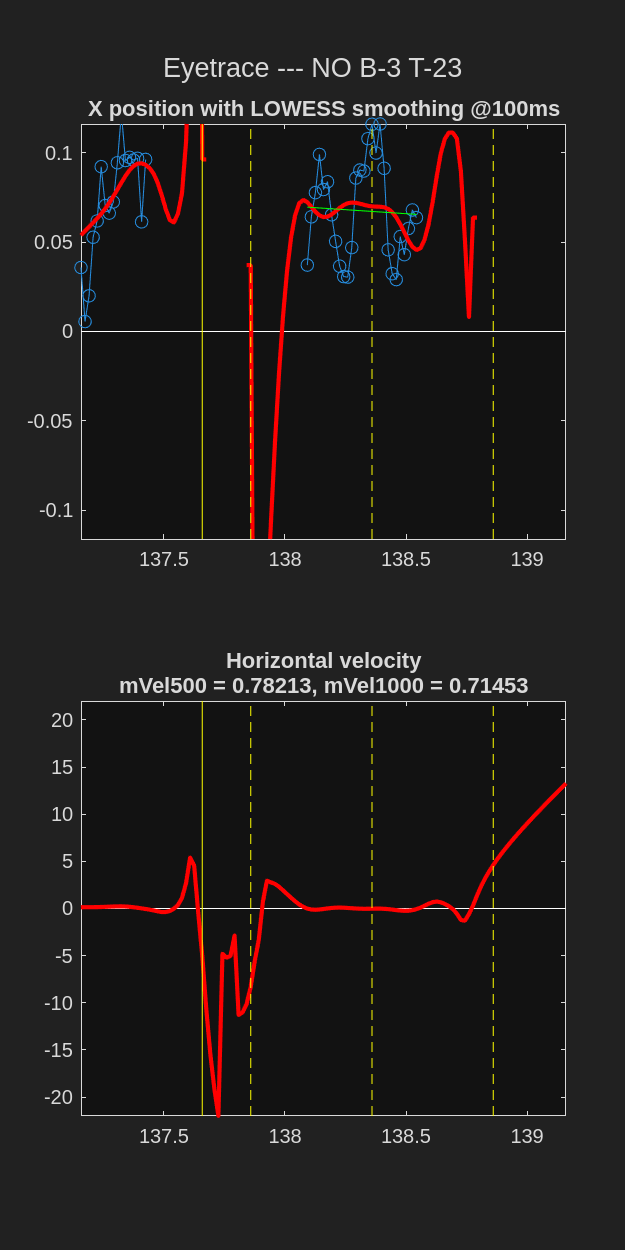 Eyetrace --- NO B-3 T-23
X position with LOWESS smoothing @100ms
0.1
0.05
0
-0.05
-0.1
137.5 138 138.5 139
Horizontal velocity
mVel500 = 0.78213, mVel1000 = 0.71453
20
15
10
5
0
-5
-10
-15
-20
137.5 138 138.5 139